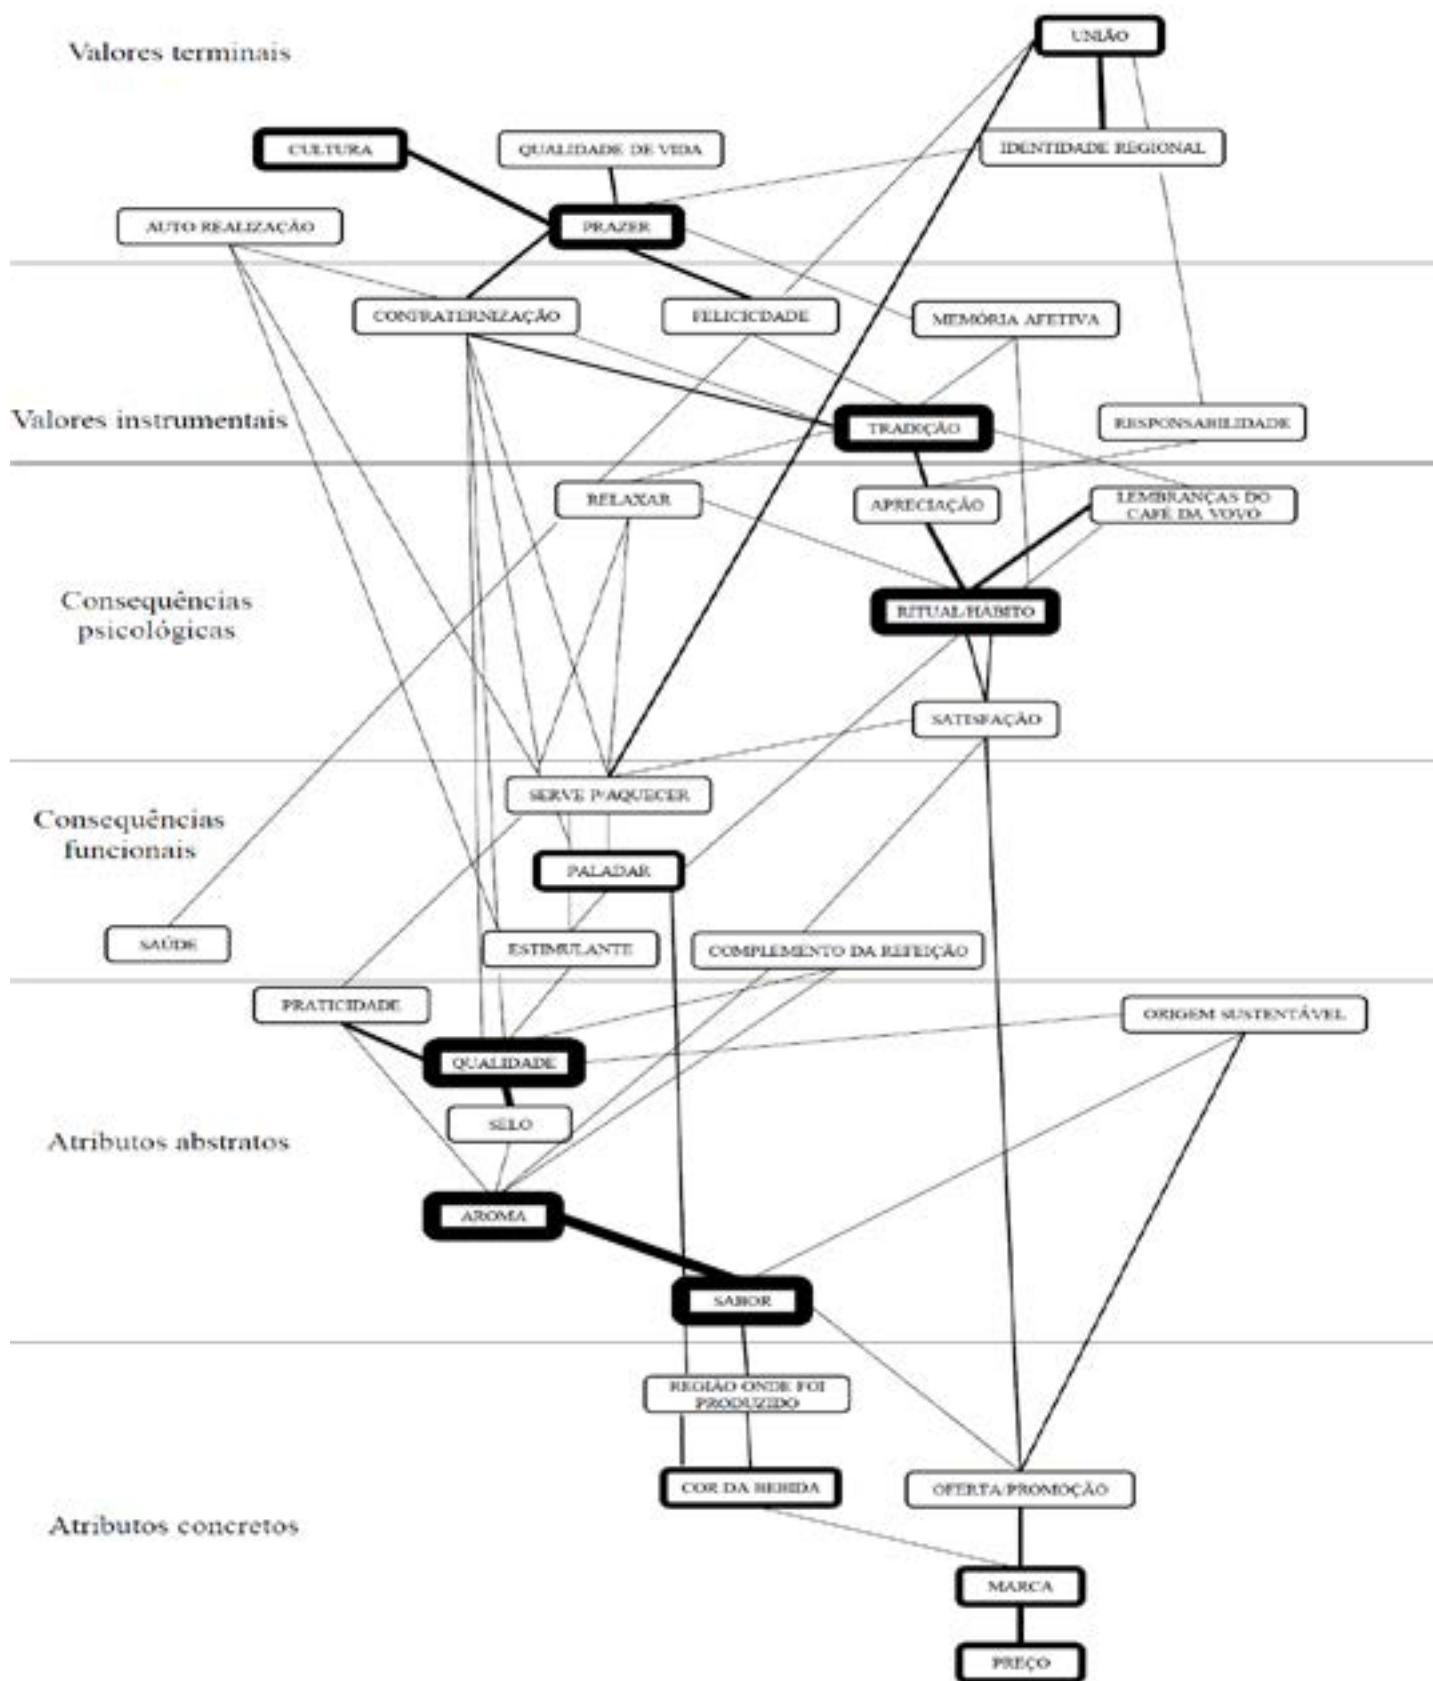 Valores terminais
UNIÃO
CULTURA
QUALIDADE DE VIDA
IDENTIDADE REGIONAL
AUTO REALIZAÇÃO
PRAZER
CONFRATERNIZAÇÃO
FELICICDADE
MEMÓRIA AFETIVA
Valores instrumentais
TRADIÇÃO
RESPONSABILIDADE
RELAXAR
APRECIAÇÃO
LEMBRANÇAS DO
CAFÉ DA VOVÓ
Consequências
psicológicas
RITUAL/HÁBITO
SATISFAÇÃO
SERVE P/AQUECER
Consequências
funcionais
PALADAR
SAÚDE
ESTIMULANTE
COMPLEMENTO DA REFEIÇÃO
PRATICIDADE
ORIGEM SUSTENTÁVEL
QUALIDADE
SELO
Atributos abstratos
AROMA
SABOR
REGIÃO ONDE FOI
PRODUZIDO
COR DA BEBIDA
OFERTA/PROMOÇÃO
Atributos concretos
MARCA
PREÇO